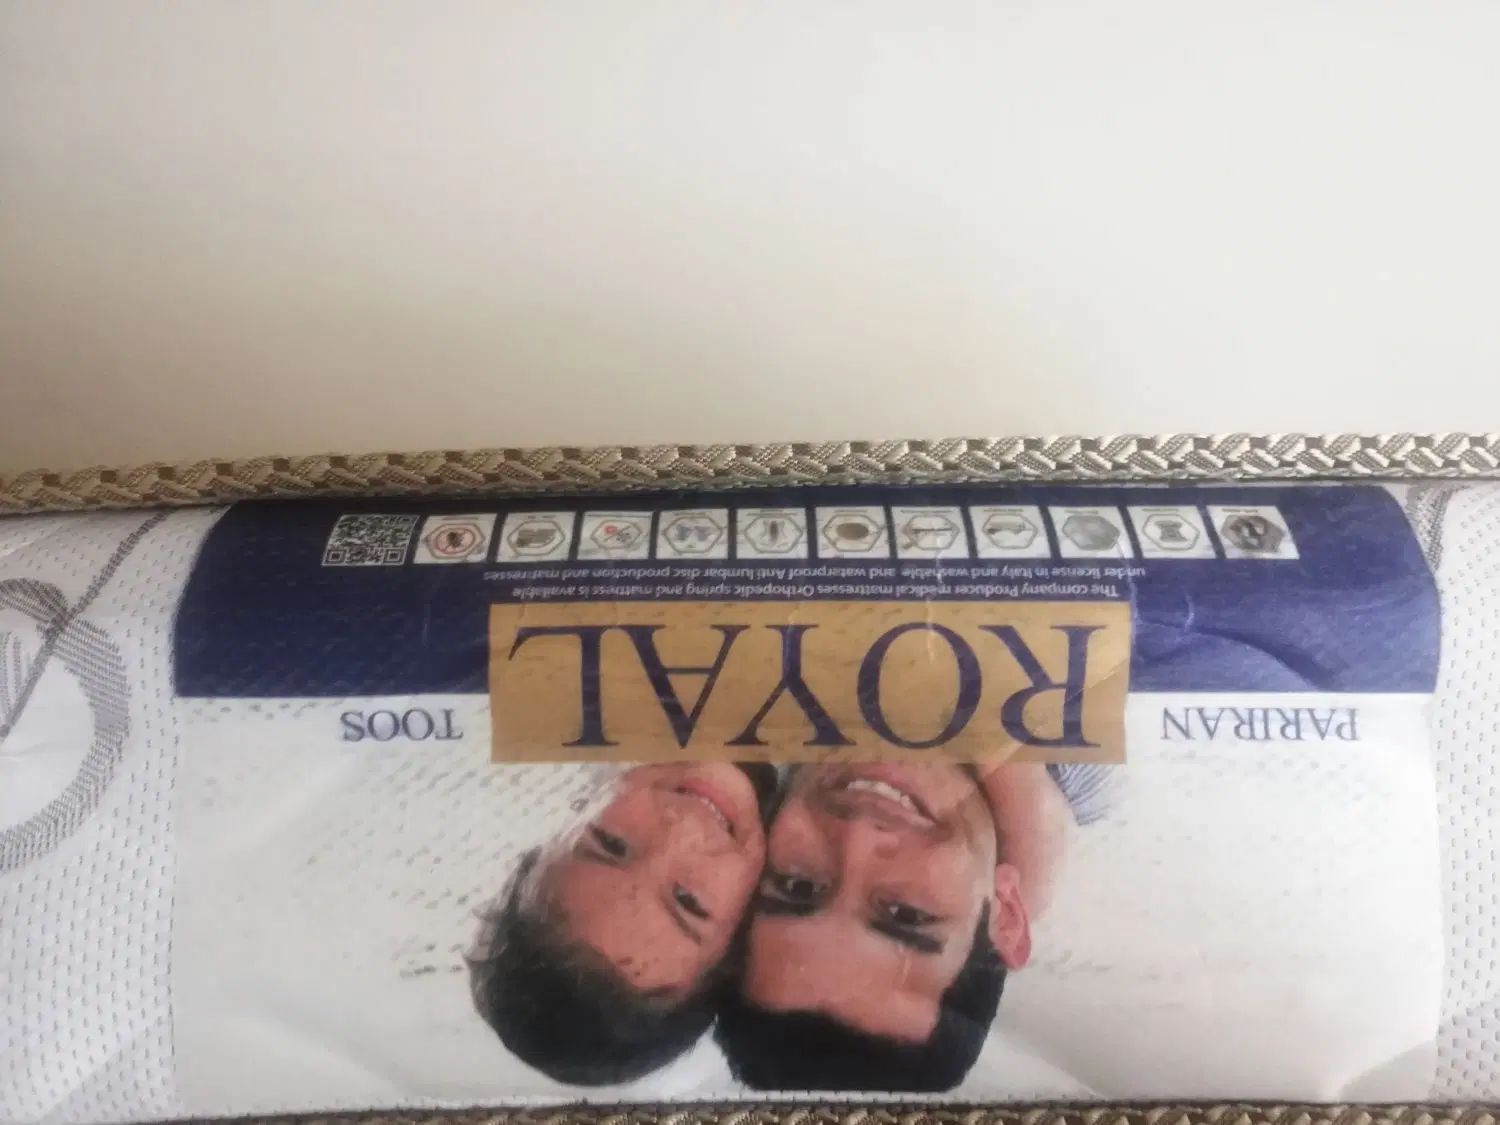 PARIRAN ROYAL TOOS
The company Producer medical mattresses Orthopedic spring and mattress is available
under license in Italy and washable and waterproof Anti lumbar disc production and mattresses